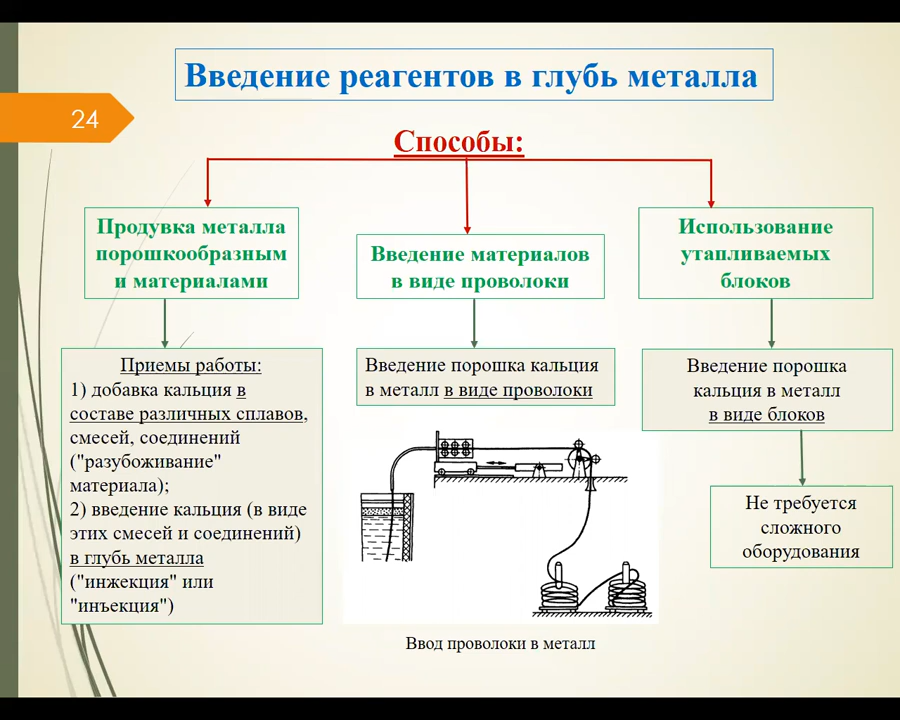 Введение реагентов в глубь металла
24
Способы:
Продувка металла
порошкообразным
и материалами
Введение материалов
в виде проволоки
Использование
утапливаемых
блоков
Приемы работы:
1) добавка кальция в
составе различных сплавов,
смесей, соединений
("разубоживание"
материала);
2) введение кальция (в виде
этих смесей и соединений)
в глубь металла
("инжекция" или
"инъекция")
Введение порошка кальция
в металл в виде проволоки
Введение порошка
кальция в металл
в виде блоков
Не требуется
сложного
оборудования
Ввод проволоки в металл